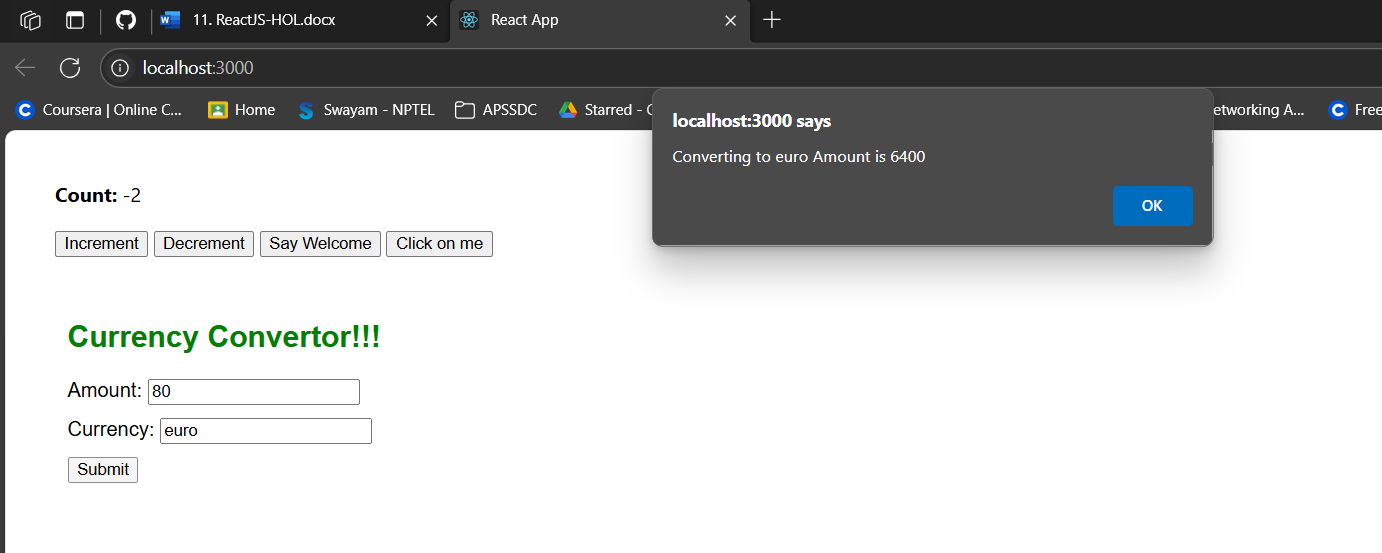 11. ReactJS-HOL.docx
React App
localhost:3000
Coursera | Online C...
Home
Swayam - NPTEL
APSSDC
Starred -
etworking A...
Free
localhost:3000 says
Converting to euro Amount is 6400
OK
Count: -2
Increment
Decrement
Say Welcome
Click on me
Currency Convertor!!!
Amount: 80
Currency: euro
Submit